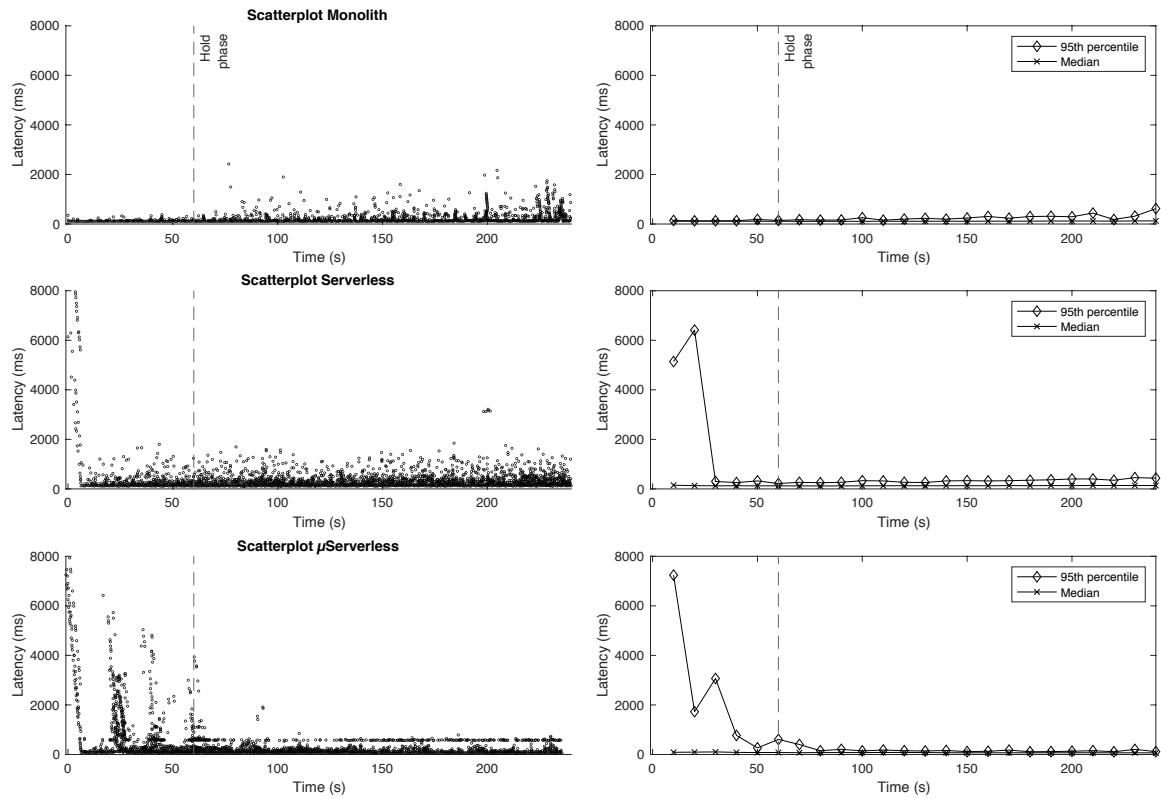 Scatterplot Monolith
8000
6000
4000
2000
0
Latency (ms)
Hold
phase
0 50 100 150 200
Time (s)
8000
6000
4000
2000
0
Latency (ms)
Hold
phase
95th percentile
Median
0 50 100 150 200
Time (s)
Scatterplot Serverless
8000
6000
4000
2000
0
Latency (ms)
0 50 100 150 200
Time (s)
8000
6000
4000
2000
0
Latency (ms)
95th percentile
Median
0 50 100 150 200
Time (s)
Scatterplot µServerless
8000
6000
4000
2000
0
Latency (ms)
0 50 100 150 200
Time (s)
8000
6000
4000
2000
0
Latency (ms)
95th percentile
Median
0 50 100 150 200
Time (s)